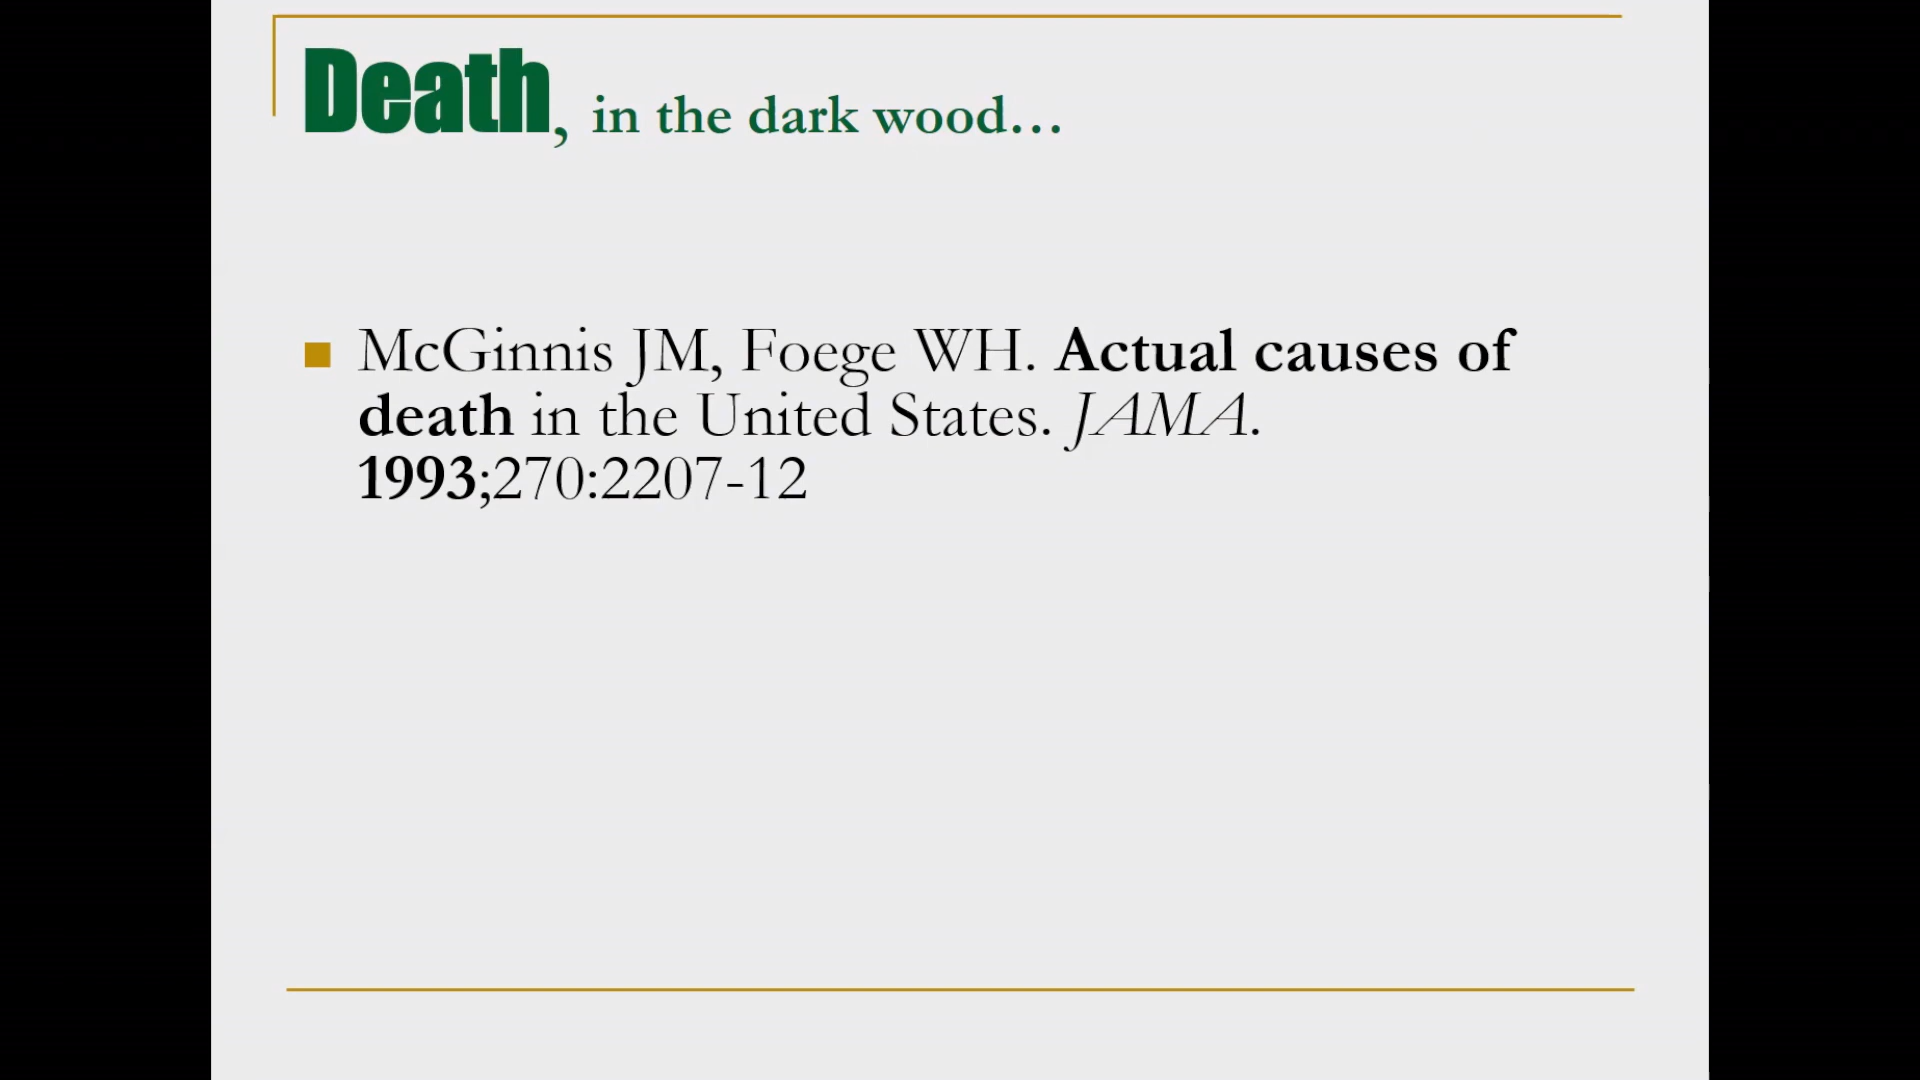 Death, in the dark wood…
McGinnis JM, Foege WH. Actual causes of
death in the United States. JAMA.
1993;270:2207-12